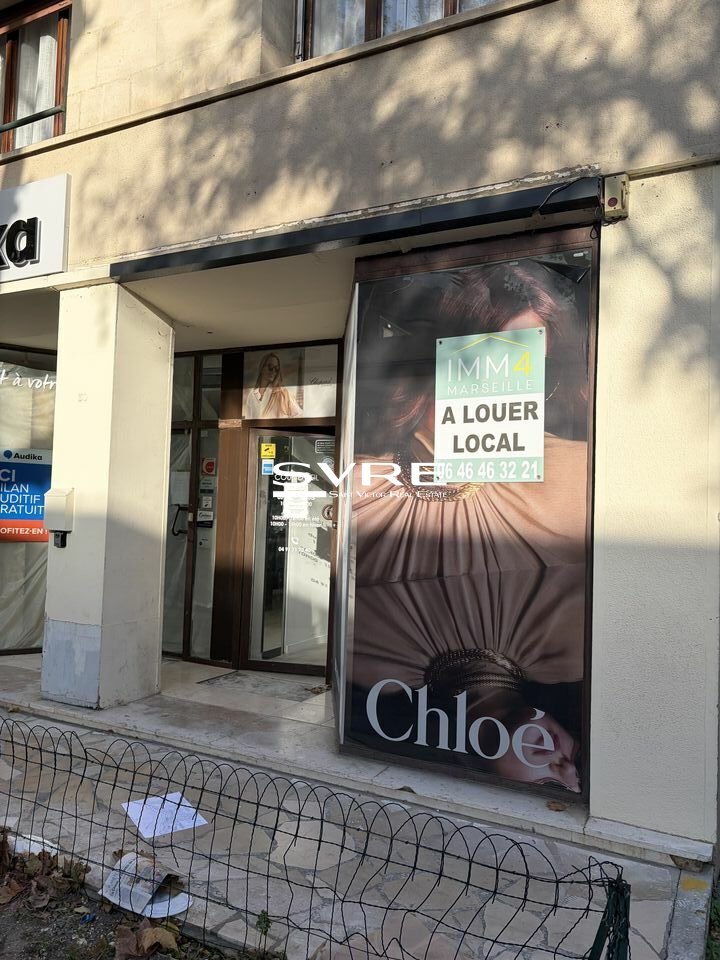 ka
t à votr
Audika
CI
ILAN
UDITIF
RATUIT
OFITEZ-EN !
IMM4
MARSEILLE
A LOUER
LOCAL
06 46 46 32 21
SVRE
SAINT VICTOR REAL ESTATE
Chloé